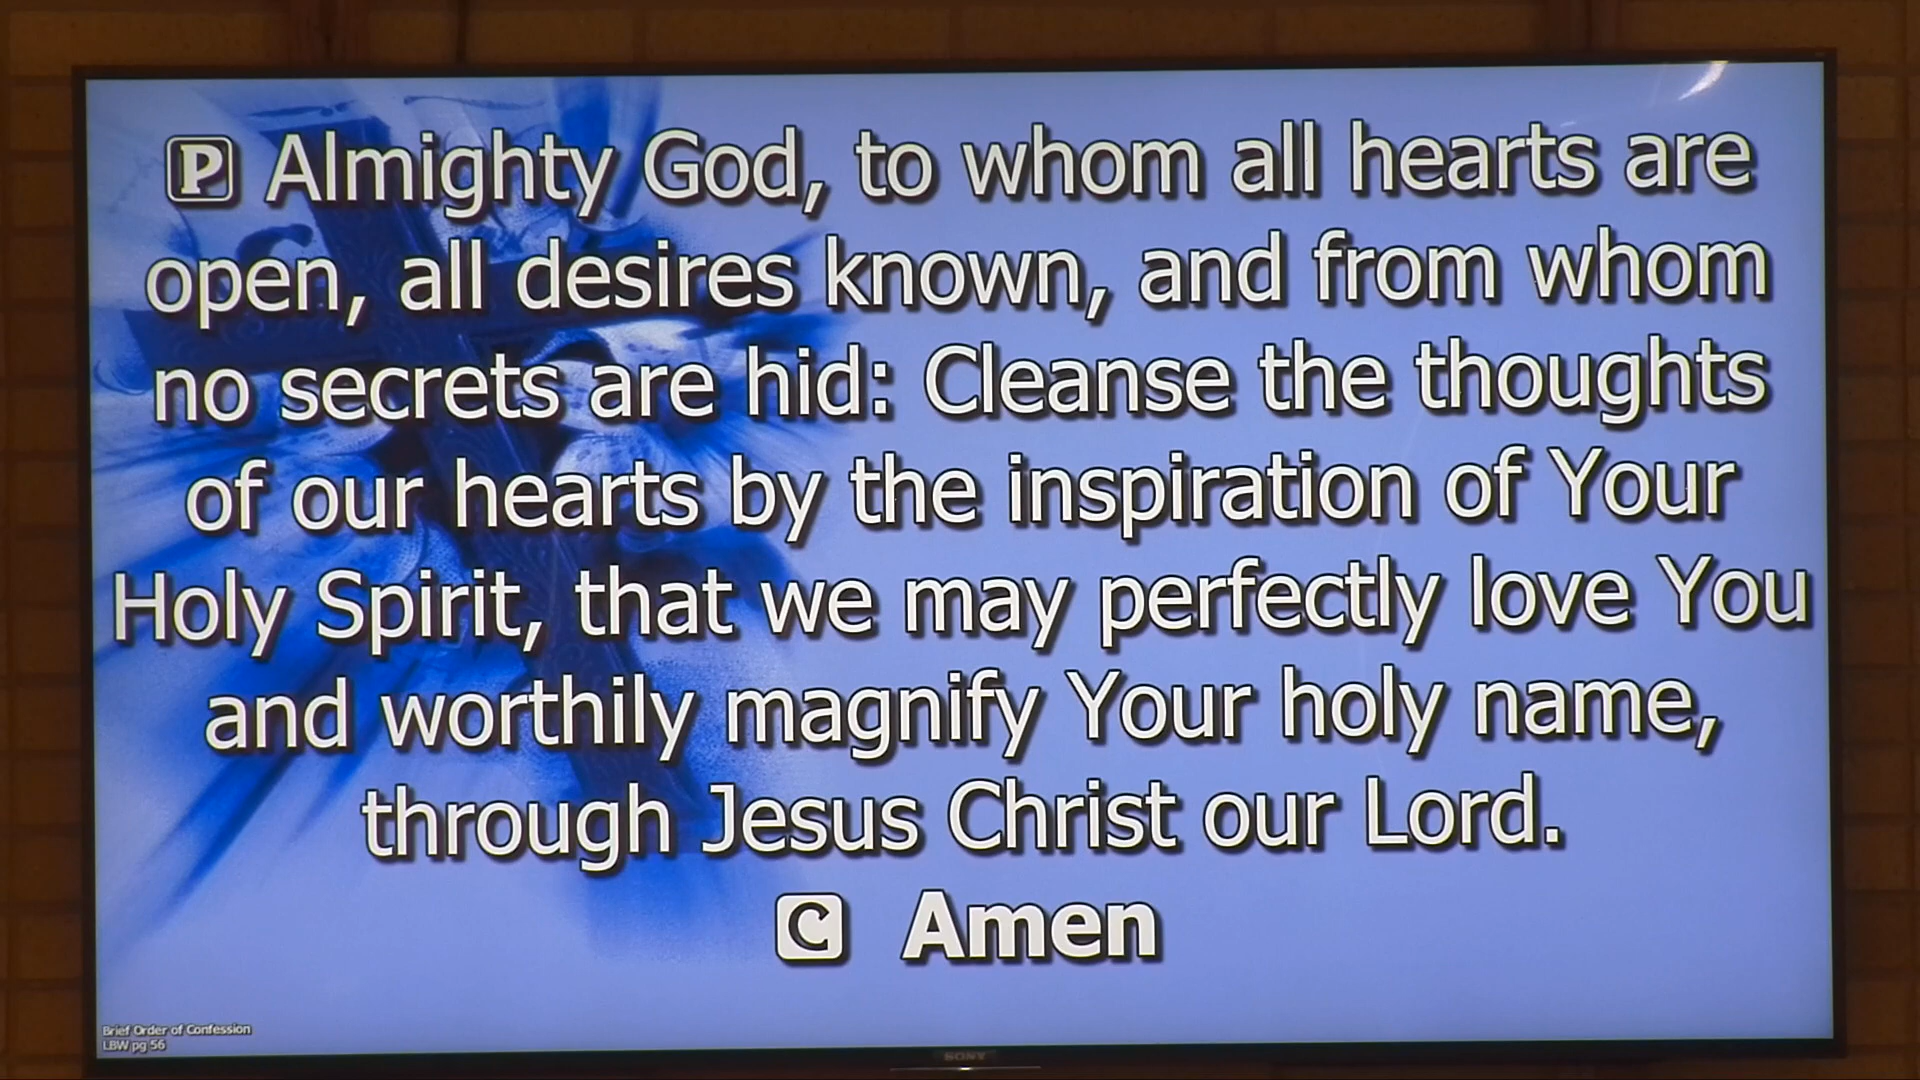 P Almighty God, to whom all hearts are
open, all desires known, and from whom
no secrets are hid: Cleanse the thoughts
of our hearts by the inspiration of Your
Holy Spirit, that we may perfectly love You
and worthily magnify Your holy name,
through Jesus Christ our Lord.
C Amen
Brief Order of Confession
LBW pg 56
SONY